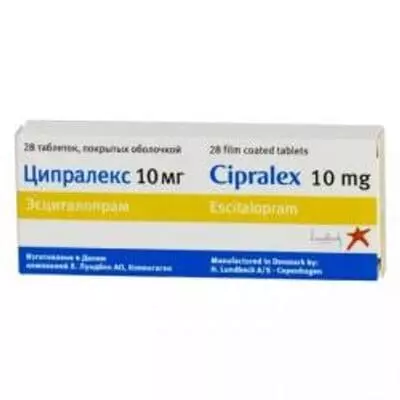 28 таблеток, покрытых оболочкой
Ципралекс 10 мг
Эсциталопрам
Изготовлено в Дании
компанией Х. Лундбек АО, Копенгаген
28 film coated tablets
Cipralex 10 mg
Escitalopram
Lundbeck
Manufactured in Denmark by:
H. Lundbeck A/S - Copenhagen